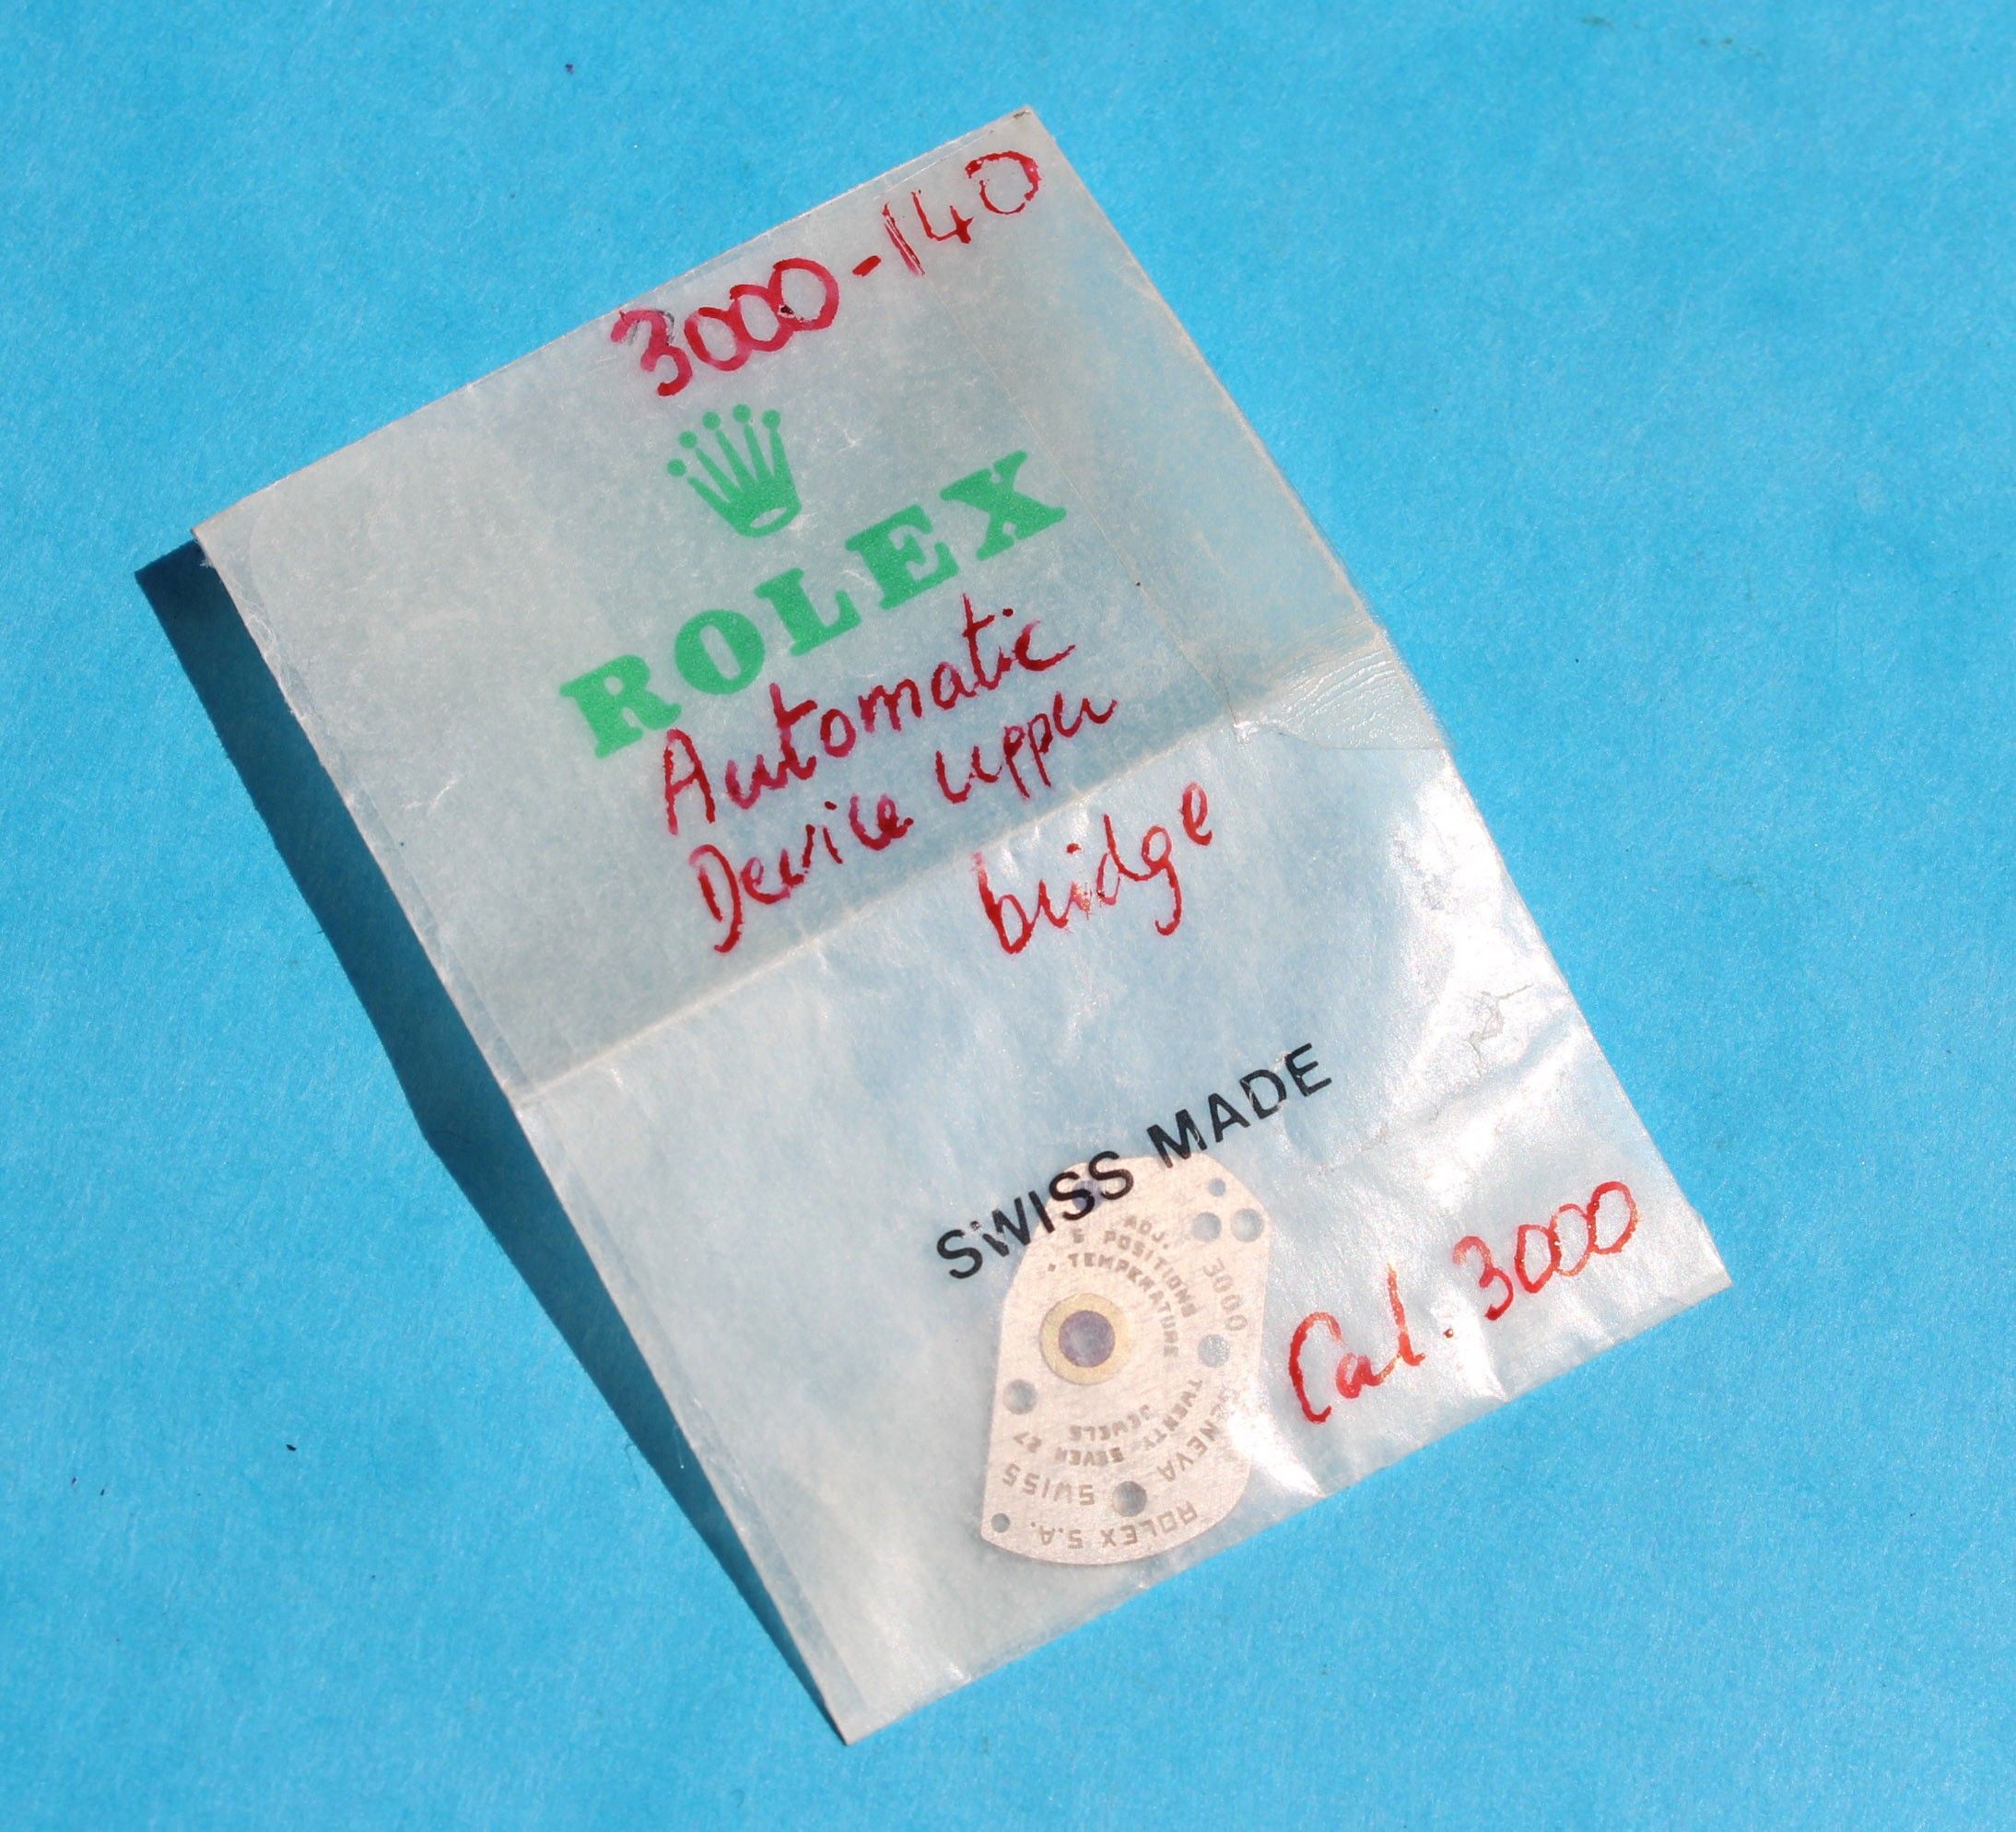 3000-140
ROLEX
Automatic
Device upper
bridge
SWISS MADE
ADJ.
5 POSITIONS
TEMPERATURE
3000
TWENTY-SEVEN 27
JEWELS
GENEVA SWISS
ROLEX S.A.
Cal. 3000